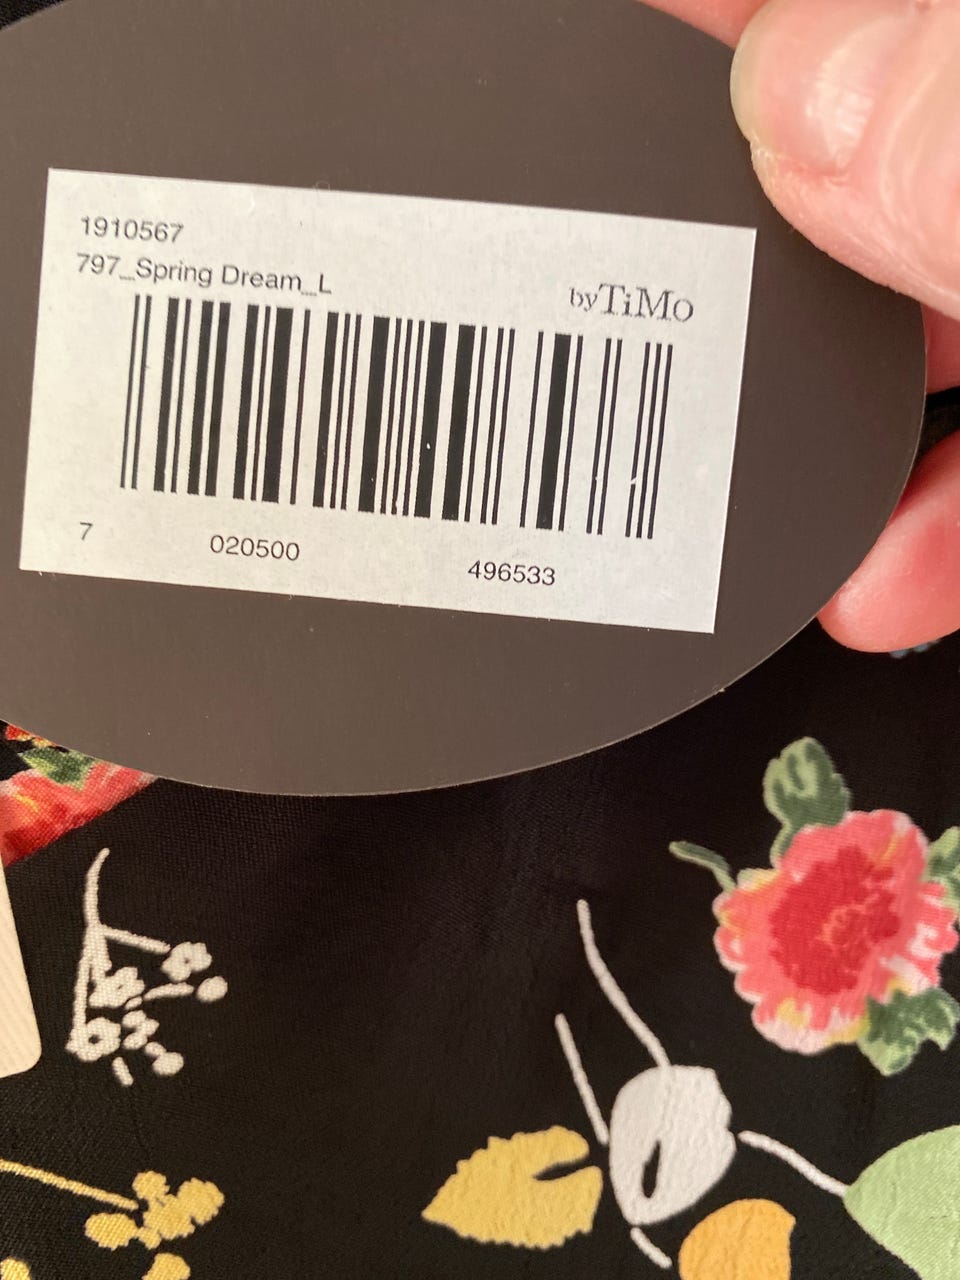 1910567
797_Spring Dream_L
byTiMo
7 020500 496533